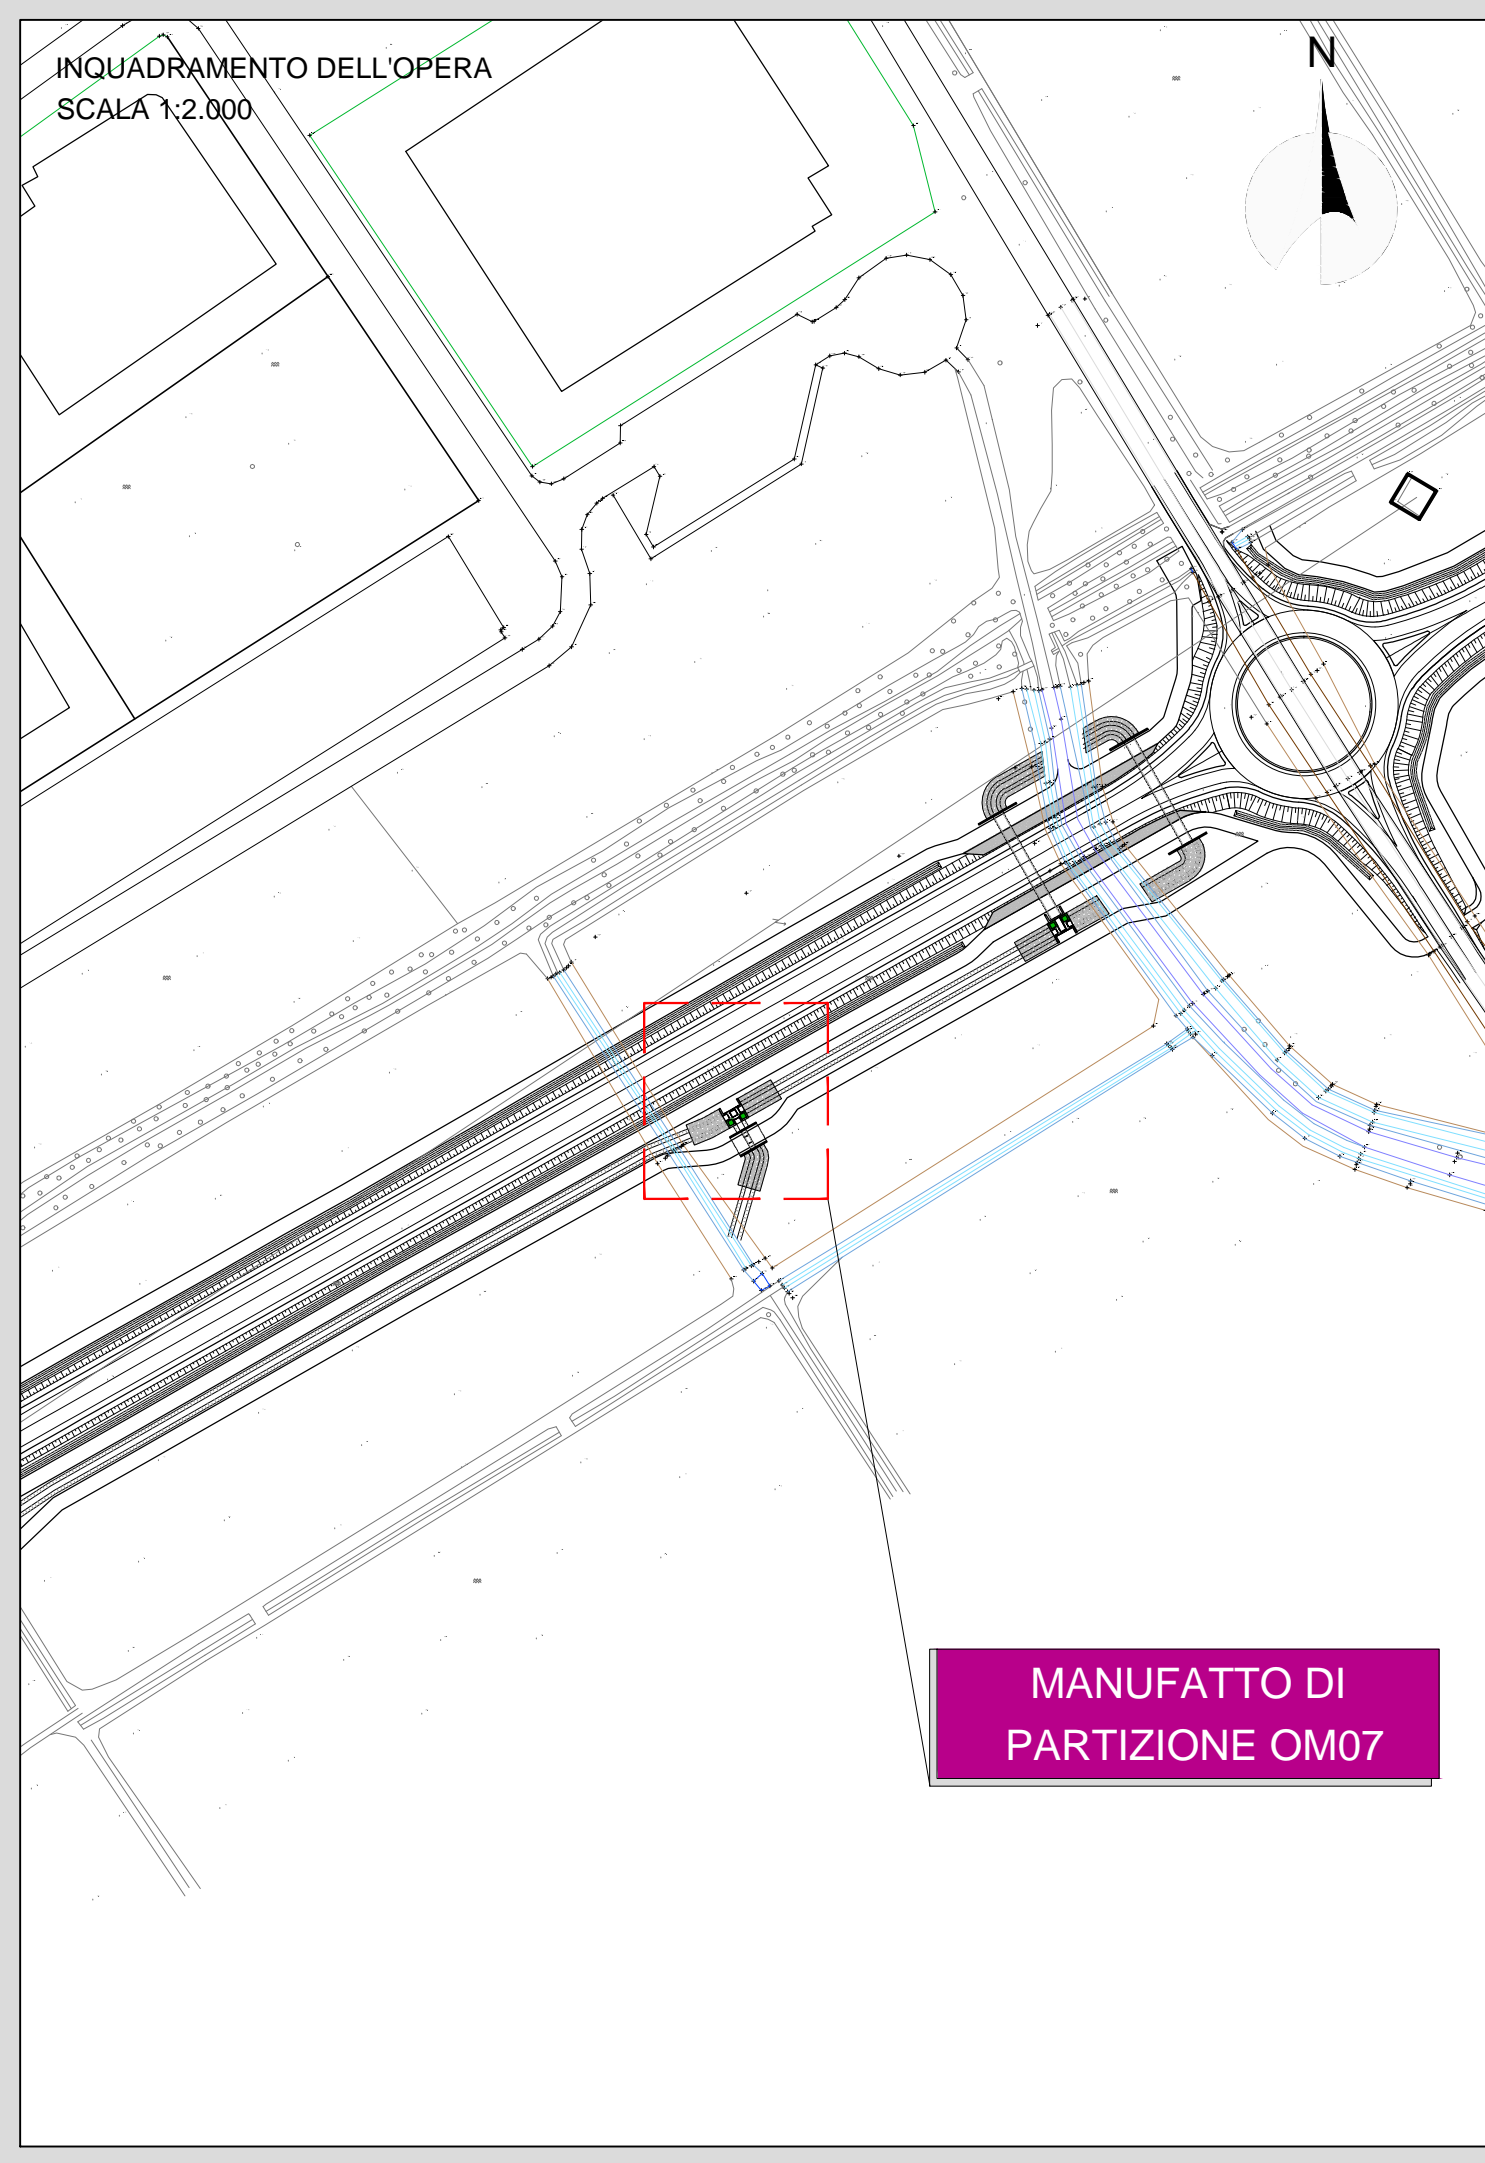 INQUADRAMENTO DELL'OPERA
SCALA 1:2.000
N
MANUFATTO DI
PARTIZIONE OM07